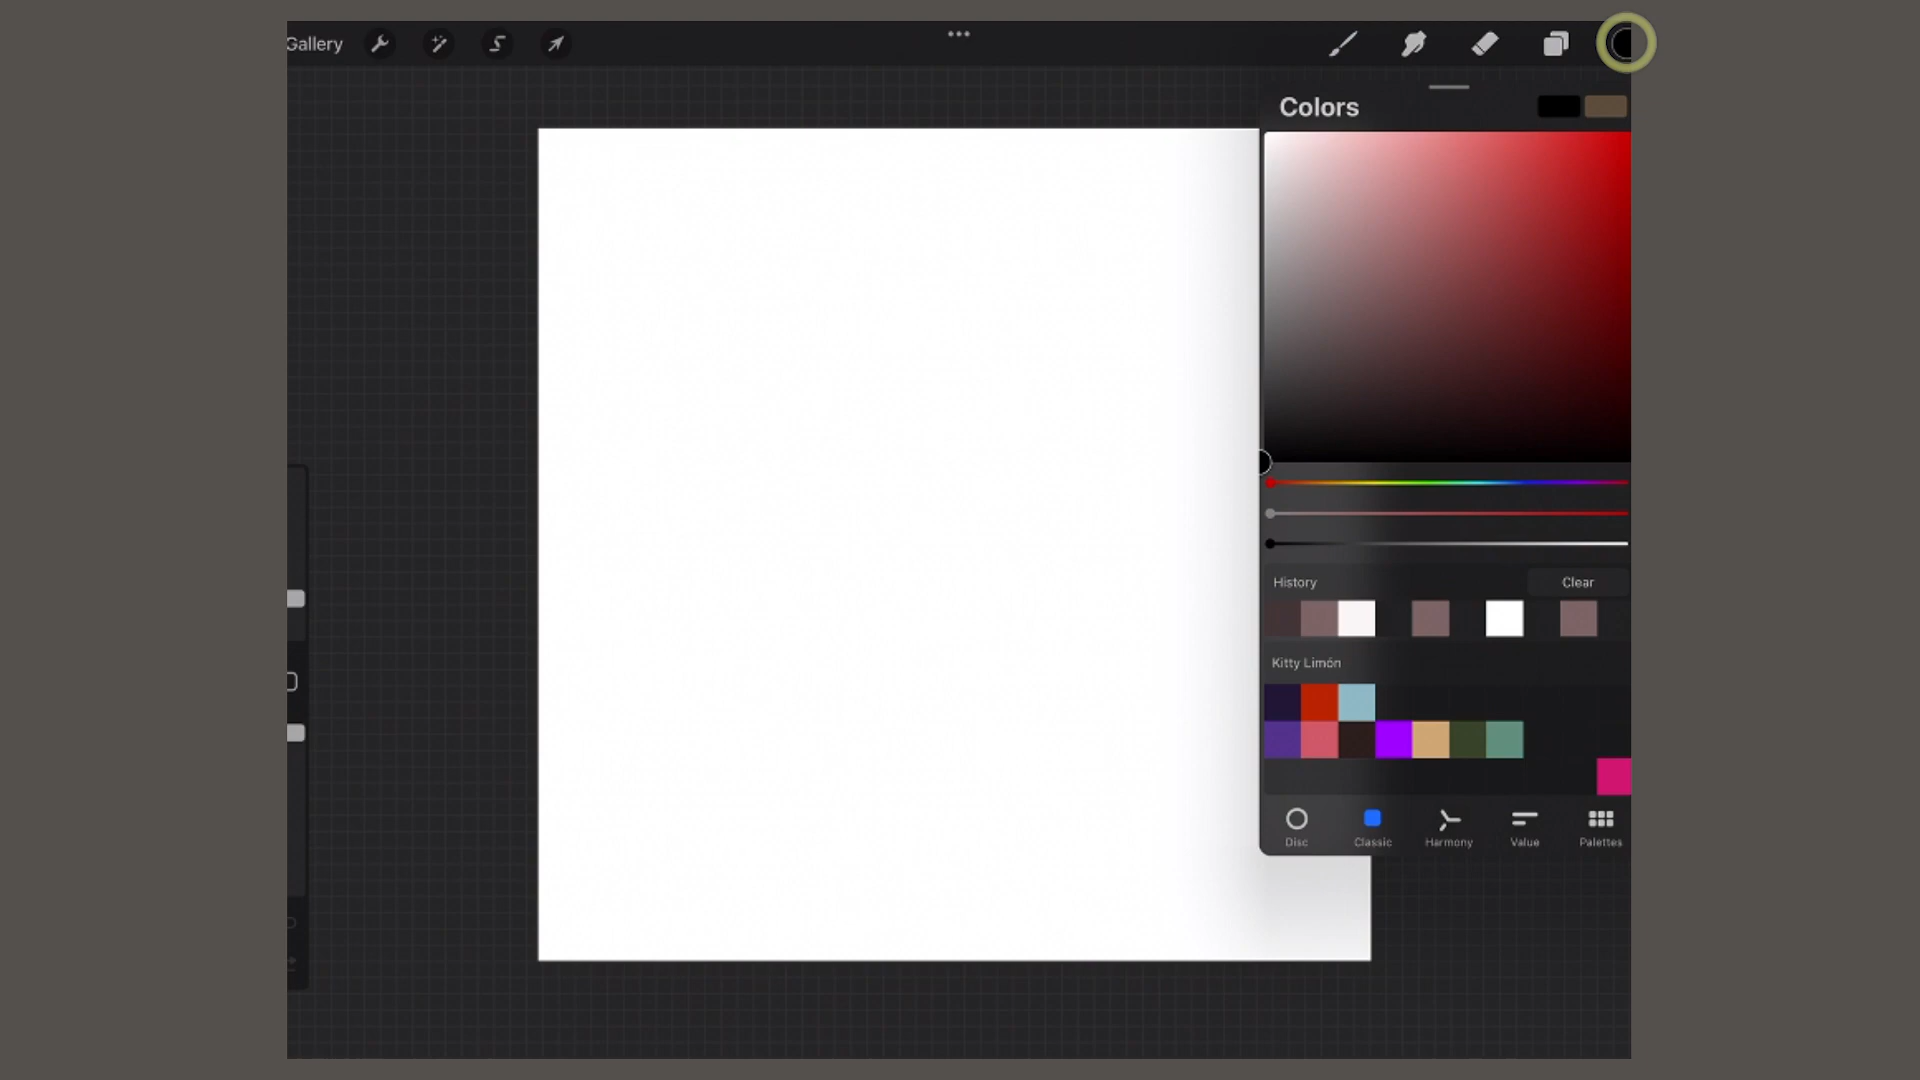 Gallery
Colors
History
Clear
Kitty Limón
Disc
Classic
Harmony
Value
Palettes